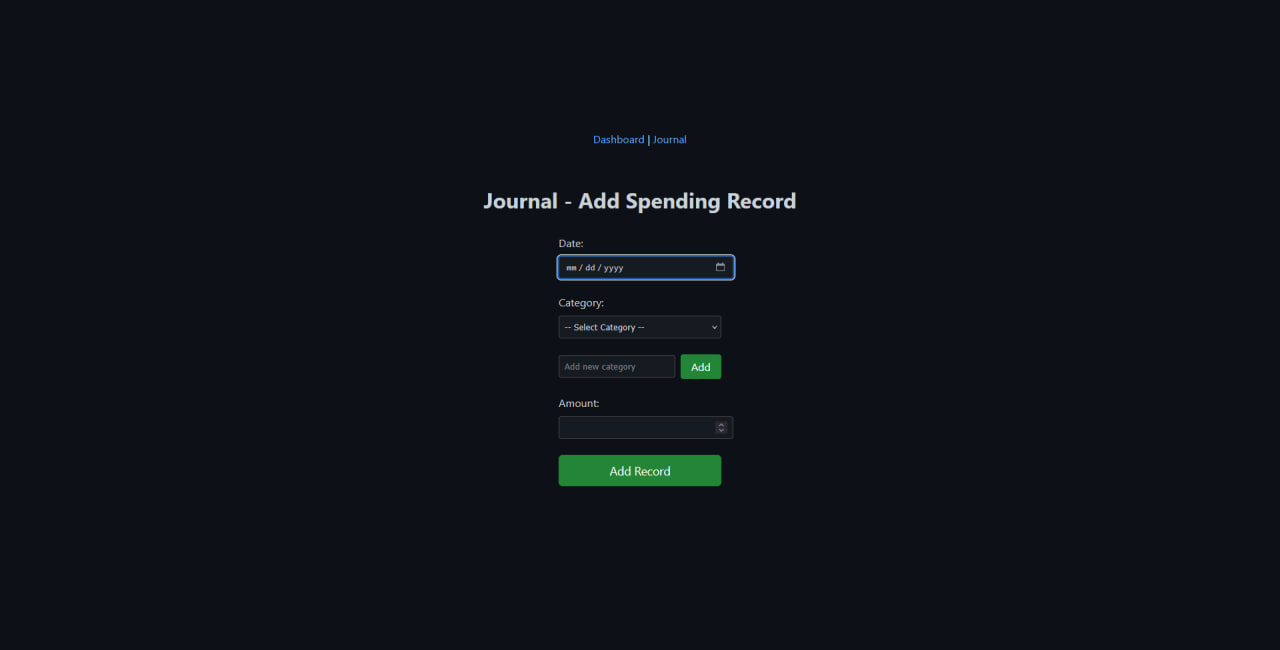 Dashboard | Journal
Journal - Add Spending Record
Date:
mm / dd / yyyy
Category:
-- Select Category --
Add new category
Add
Amount:
Add Record